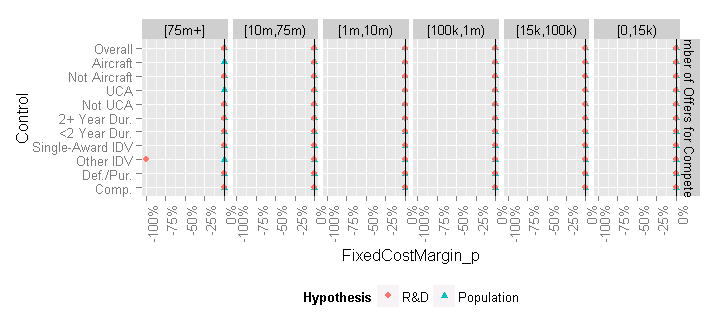 [75m+] [10m,75m) [1m,10m) [100k,1m) [15k,100k) [0,15k)
Control
Overall
Aircraft
Not Aircraft
UCA
Not UCA
2+ Year Dur.
<2 Year Dur.
Single-Award IDV
Other IDV
Def./Pur.
Comp.
of Offers for Compete
-100% -75% -50% -25% 0% -100% -75% -50% -25% 0% -100% -75% -50% -25% 0% -100% -75% -50% -25% 0% -100% -75% -50% -25% 0% -100% -75% -50% -25% 0%
FixedCostMargin_p
Hypothesis R&D Population